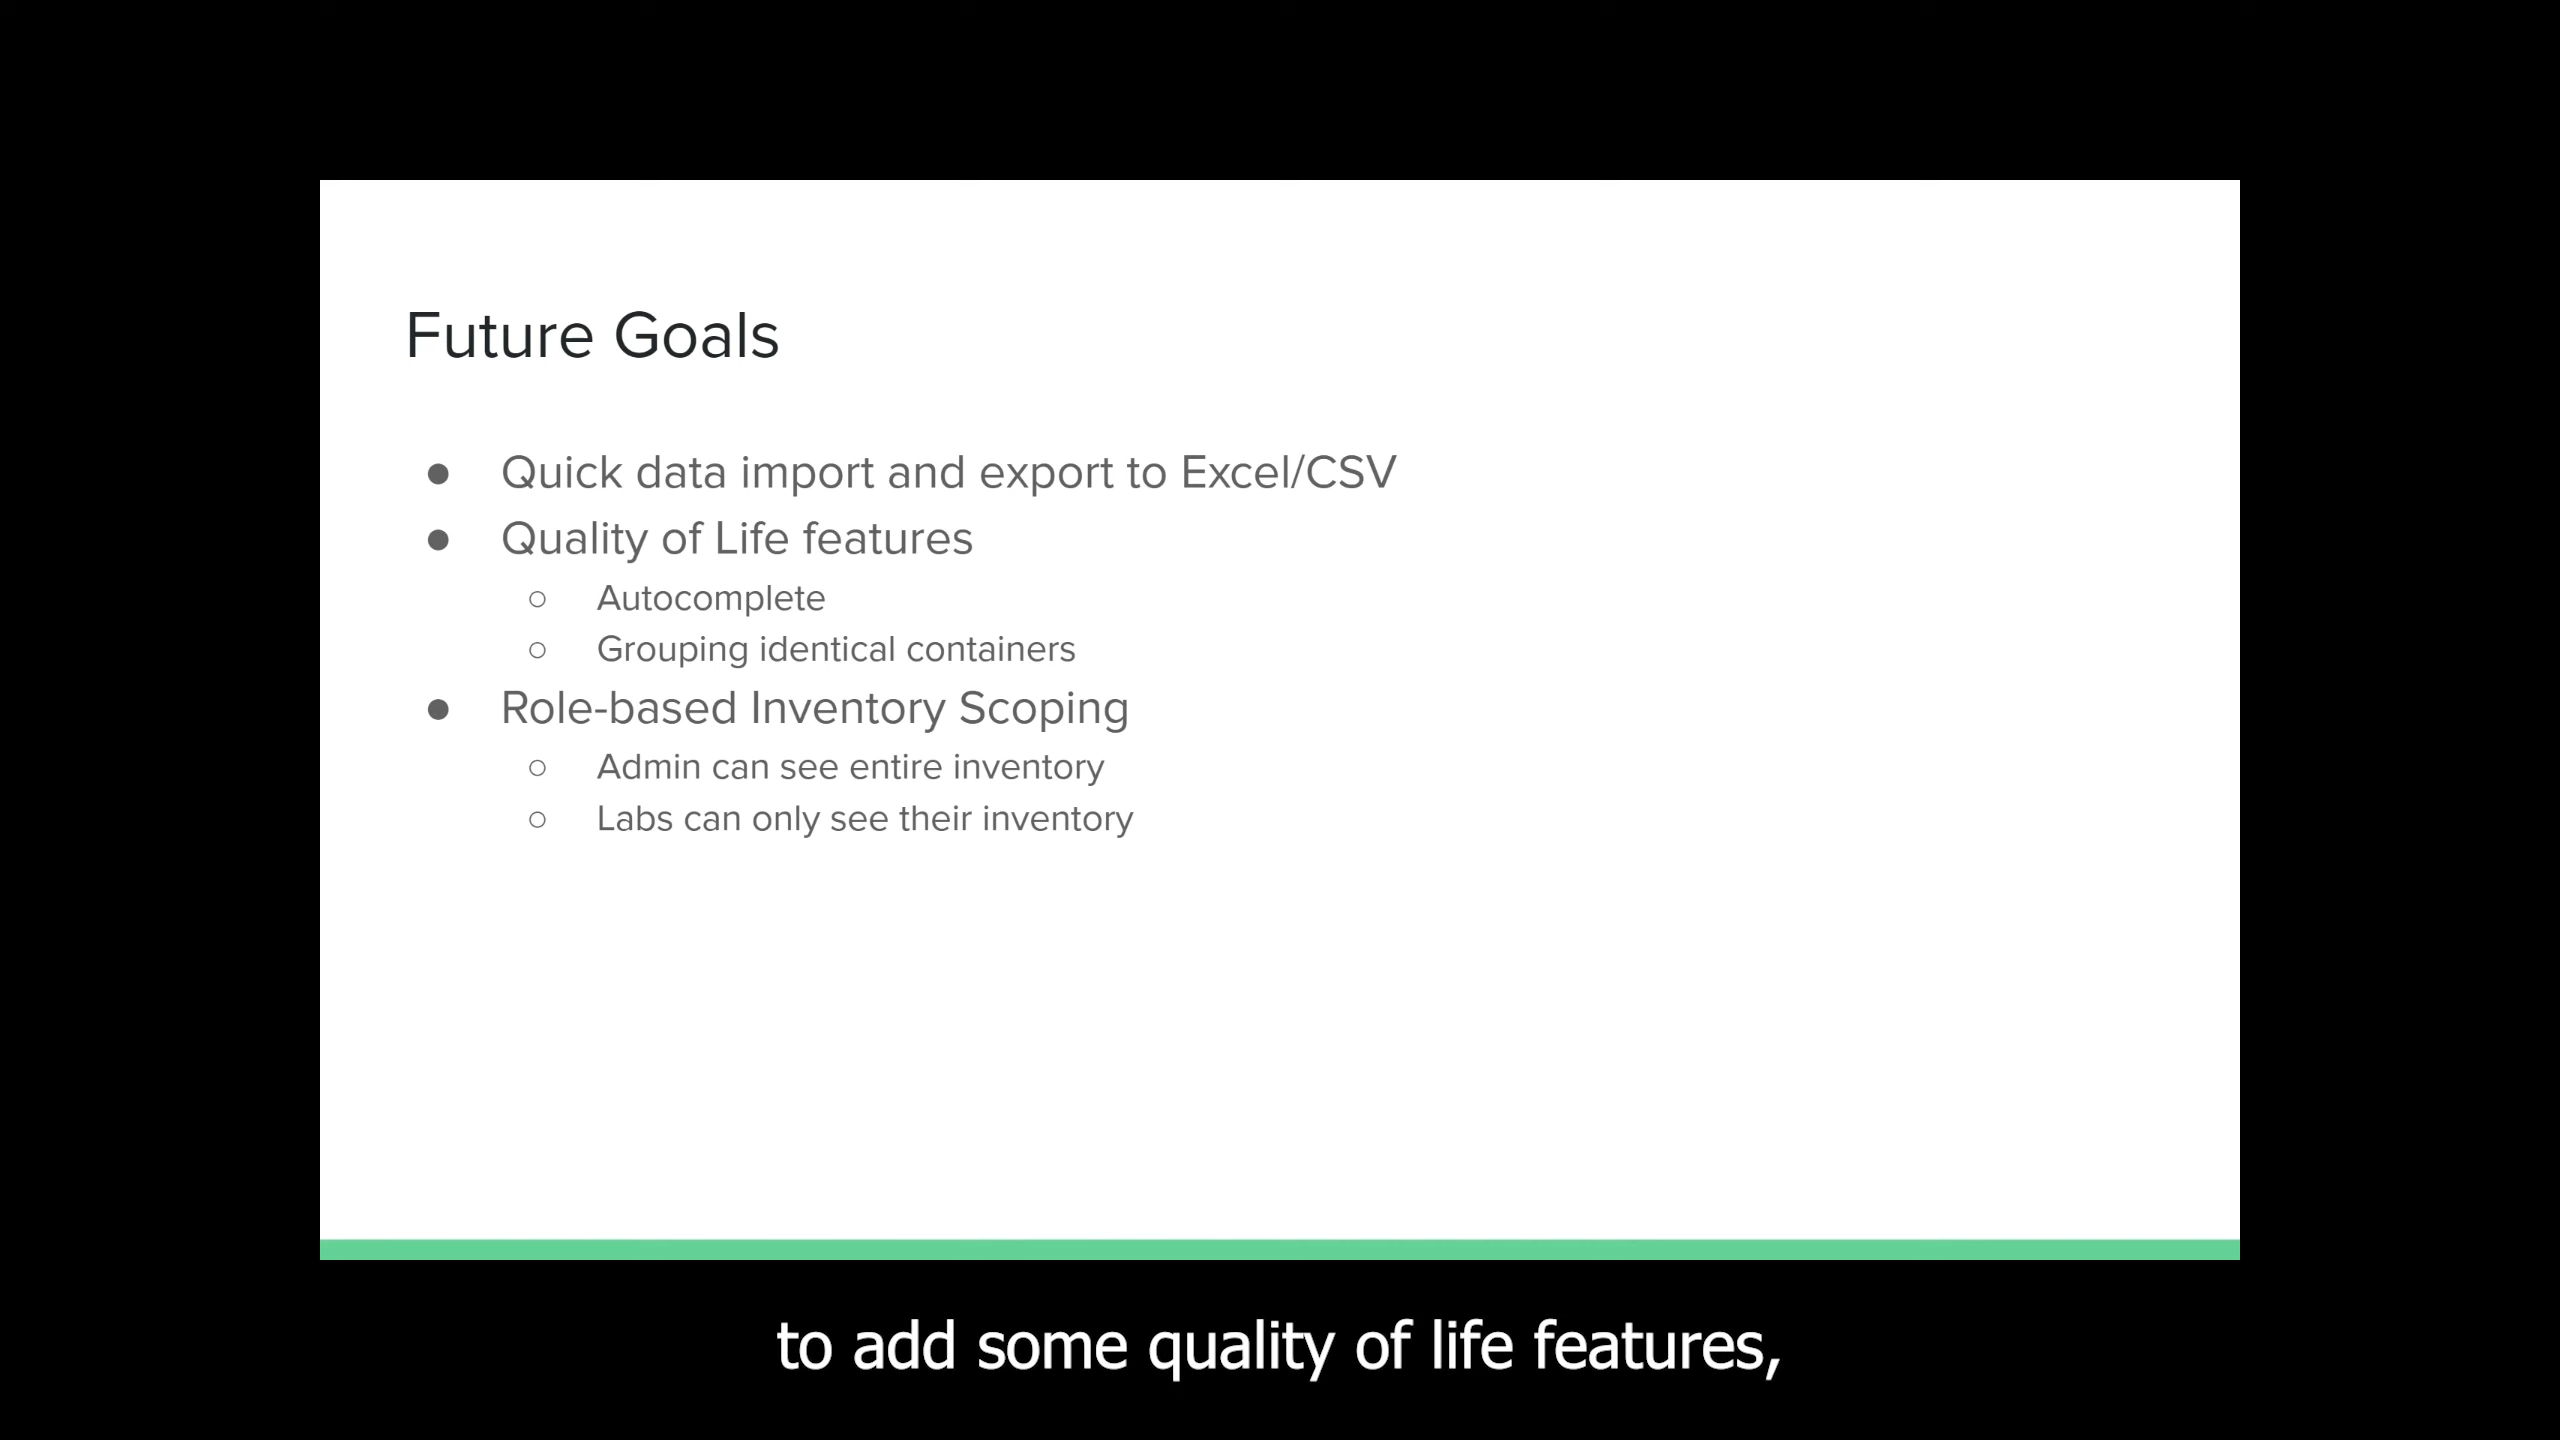 Future Goals
● Quick data import and export to Excel/CSV
● Quality of Life features
○ Autocomplete
○ Grouping identical containers
● Role-based Inventory Scoping
○ Admin can see entire inventory
○ Labs can only see their inventory
to add some quality of life features,